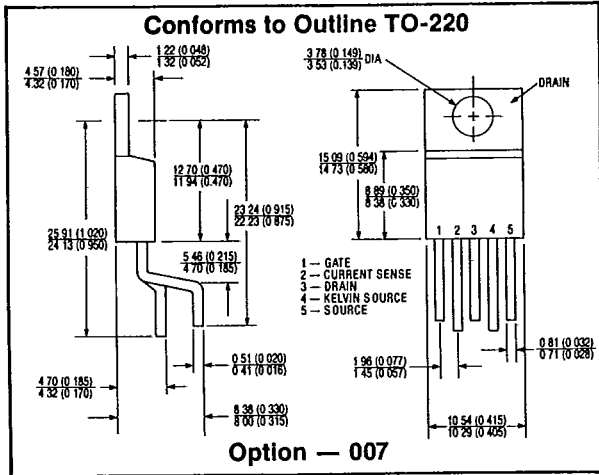 Conforms to Outline TO-220
1 22 (0 048)
1 32 (0 052)
4 57 (0 180)
4 32 (0 170)
3 78 (0 149)
3 53 (0.139)
DIA
DRAIN
12 70 (0 470)
11 94 (0.470)
15 09 (0 594)
14 73 (0 580)
8 89 (0 350)
8 38 (0 330)
23 24 (0 915)
22 23 (0 875)
25 91 (1 020)
24 13 (0 950)
5 46 (0 215)
4 70 (0 185)
1 2 3 4 5
1 — GATE
2 — CURRENT SENSE
3 — DRAIN
4 — KELVIN SOURCE
5 — SOURCE
0 51 (0 020)
0 41 (0 016)
1 96 (0 077)
1 45 (0 057)
0 81 (0 032)
0 71 (0 028)
4 70 (0 185)
4 32 (0 170)
8 38 (0 330)
8 00 (0 315)
10 54 (0 415)
10 29 (0 405)
Option — 007